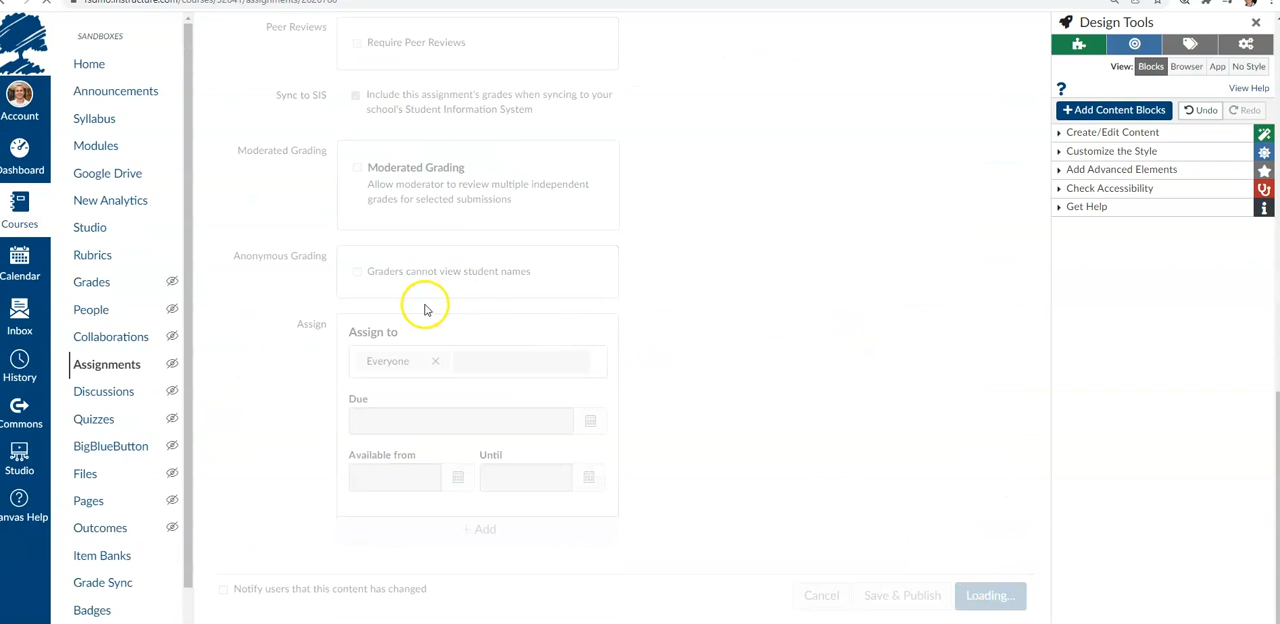 SANDBOXES
Home
Announcements
Syllabus
Modules
Google Drive
New Analytics
Studio
Rubrics
Grades
People
Collaborations
Assignments
Discussions
Quizzes
BigBlueButton
Files
Pages
Outcomes
Item Banks
Grade Sync
Badges
Account
Dashboard
Courses
Calendar
Inbox
History
Commons
Studio
Canvas Help
Peer Reviews
Require Peer Reviews
Sync to SIS
Include this assignment's grades when syncing to your
school's Student Information System
Moderated Grading
Moderated Grading
Allow moderator to review multiple independent
grades for selected submissions
Anonymous Grading
Graders cannot view student names
Assign
Assign to
Everyone
Due
Available from
Until
+ Add
Notify users that this content has changed
Cancel
Save & Publish
Loading...
Design Tools
View: Blocks Browser App No Style
View Help
+Add Content Blocks
Undo
Redo
Create/Edit Content
Customize the Style
Add Advanced Elements
Check Accessibility
Get Help